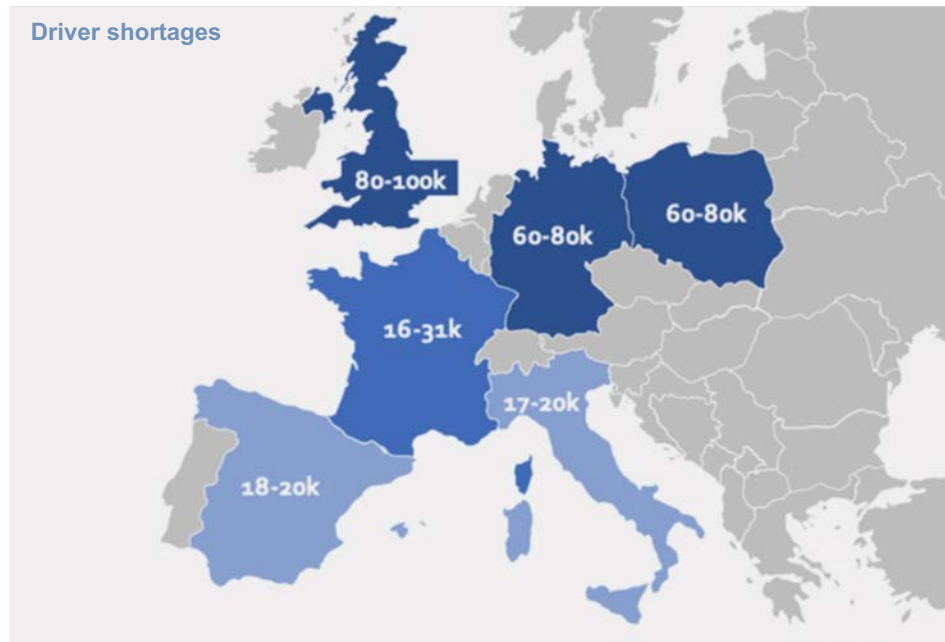 Driver shortages
80-100k
60-80k
60-80k
16-31k
17-20k
18-20k